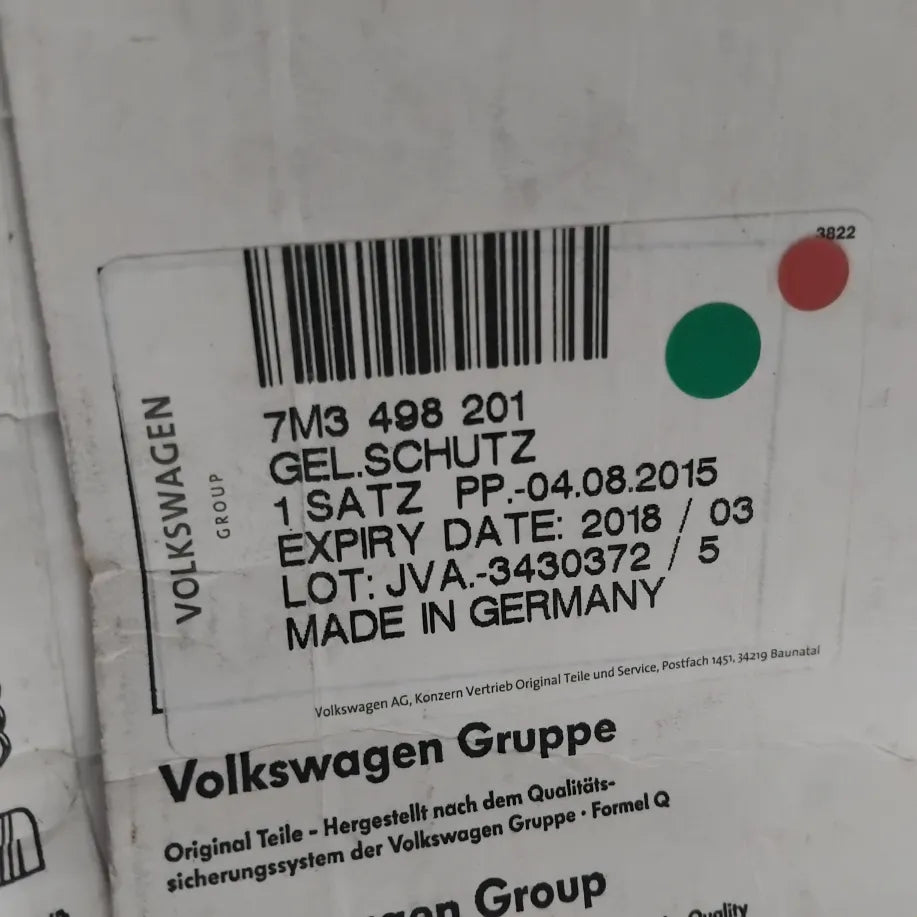 3822
7M3 498 201
GEL.SCHUTZ
1 SATZ PP.-04.08.2015
EXPIRY DATE: 2018 / 03
LOT: JVA.-3430372 / 5
MADE IN GERMANY
VOLKSWAGEN
GROUP
Volkswagen AG, Konzern Vertrieb Original Teile und Service, Postfach 1451, 34219 Baunatal
Volkswagen Gruppe
Original Teile - Hergestellt nach dem Qualitäts-
sicherungssystem der Volkswagen Gruppe · Formel Q
Group
Quality